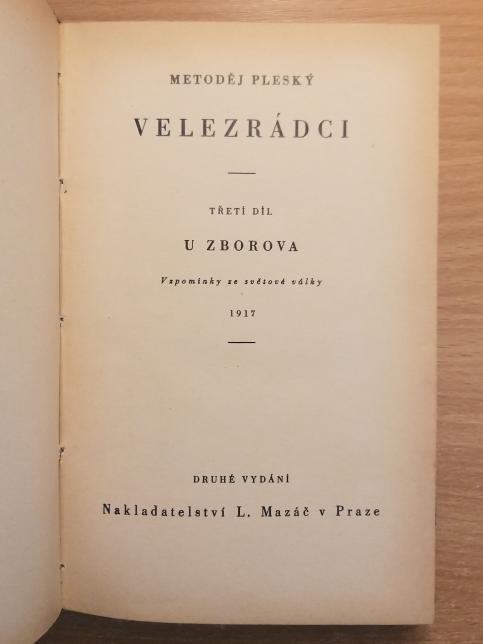 METODĚJ PLESKÝ
VELEZRÁDCI
TŘETÍ DÍL
U ZBOROVA
Vzpomínky ze světové války
1917
DRUHÉ VYDÁNÍ
Nakladatelství L. Mazáč v Praze